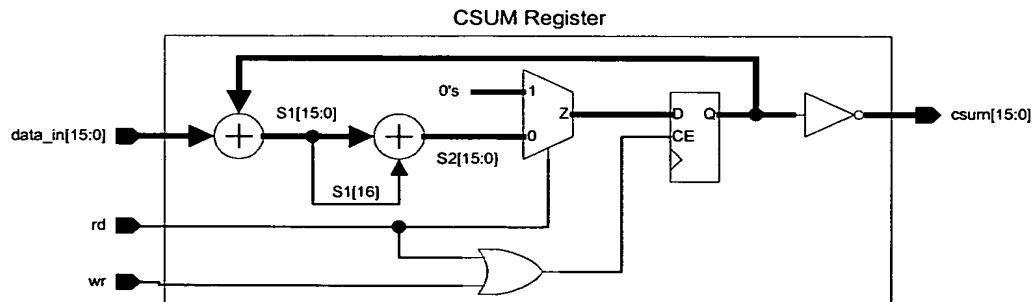 CSUM Register
0's
1
Z
0
D
Q
CE
data_in[15:0]
S1[15:0]
S2[15:0}
S1[16]
csum[15:0]
rd
wr